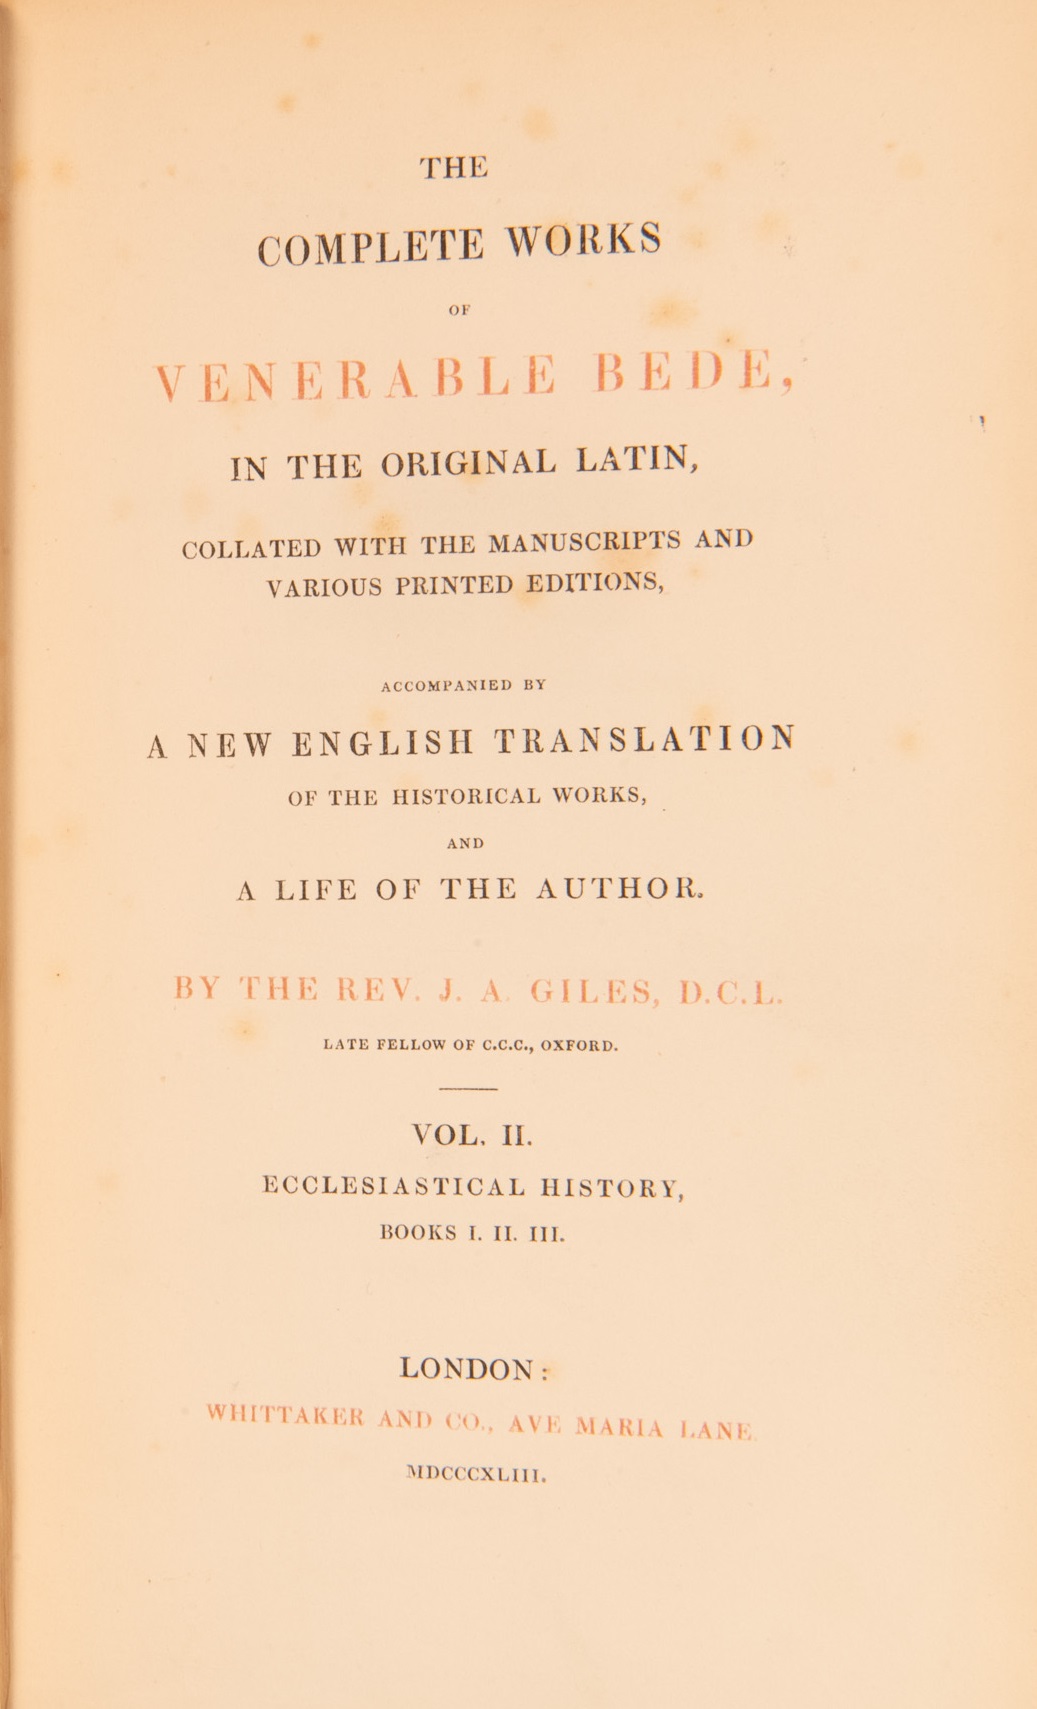 THE
COMPLETE WORKS
OF
VENERABLE BEDE,
IN THE ORIGINAL LATIN,
COLLATED WITH THE MANUSCRIPTS AND
VARIOUS PRINTED EDITIONS,
ACCOMPANIED BY
A NEW ENGLISH TRANSLATION
OF THE HISTORICAL WORKS,
AND
A LIFE OF THE AUTHOR.
BY THE REV. J. A. GILES, D.C.L.
LATE FELLOW OF C.C.C., OXFORD.
VOL. II.
ECCLESIASTICAL HISTORY,
BOOKS I. II. III.
LONDON:
WHITTAKER AND CO., AVE MARIA LANE.
MDCCCXLIII.